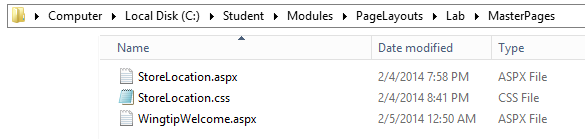 Computer ▸ Local Disk (C:) ▸ Student ▸ Modules ▸ PageLayouts ▸ Lab ▸ MasterPages
Name Date modified Type
StoreLocation.aspx 2/4/2014 7:58 PM ASPX File
StoreLocation.css 2/4/2014 8:41 PM CSS File
WingtipWelcome.aspx 2/5/2014 12:50 AM ASPX File